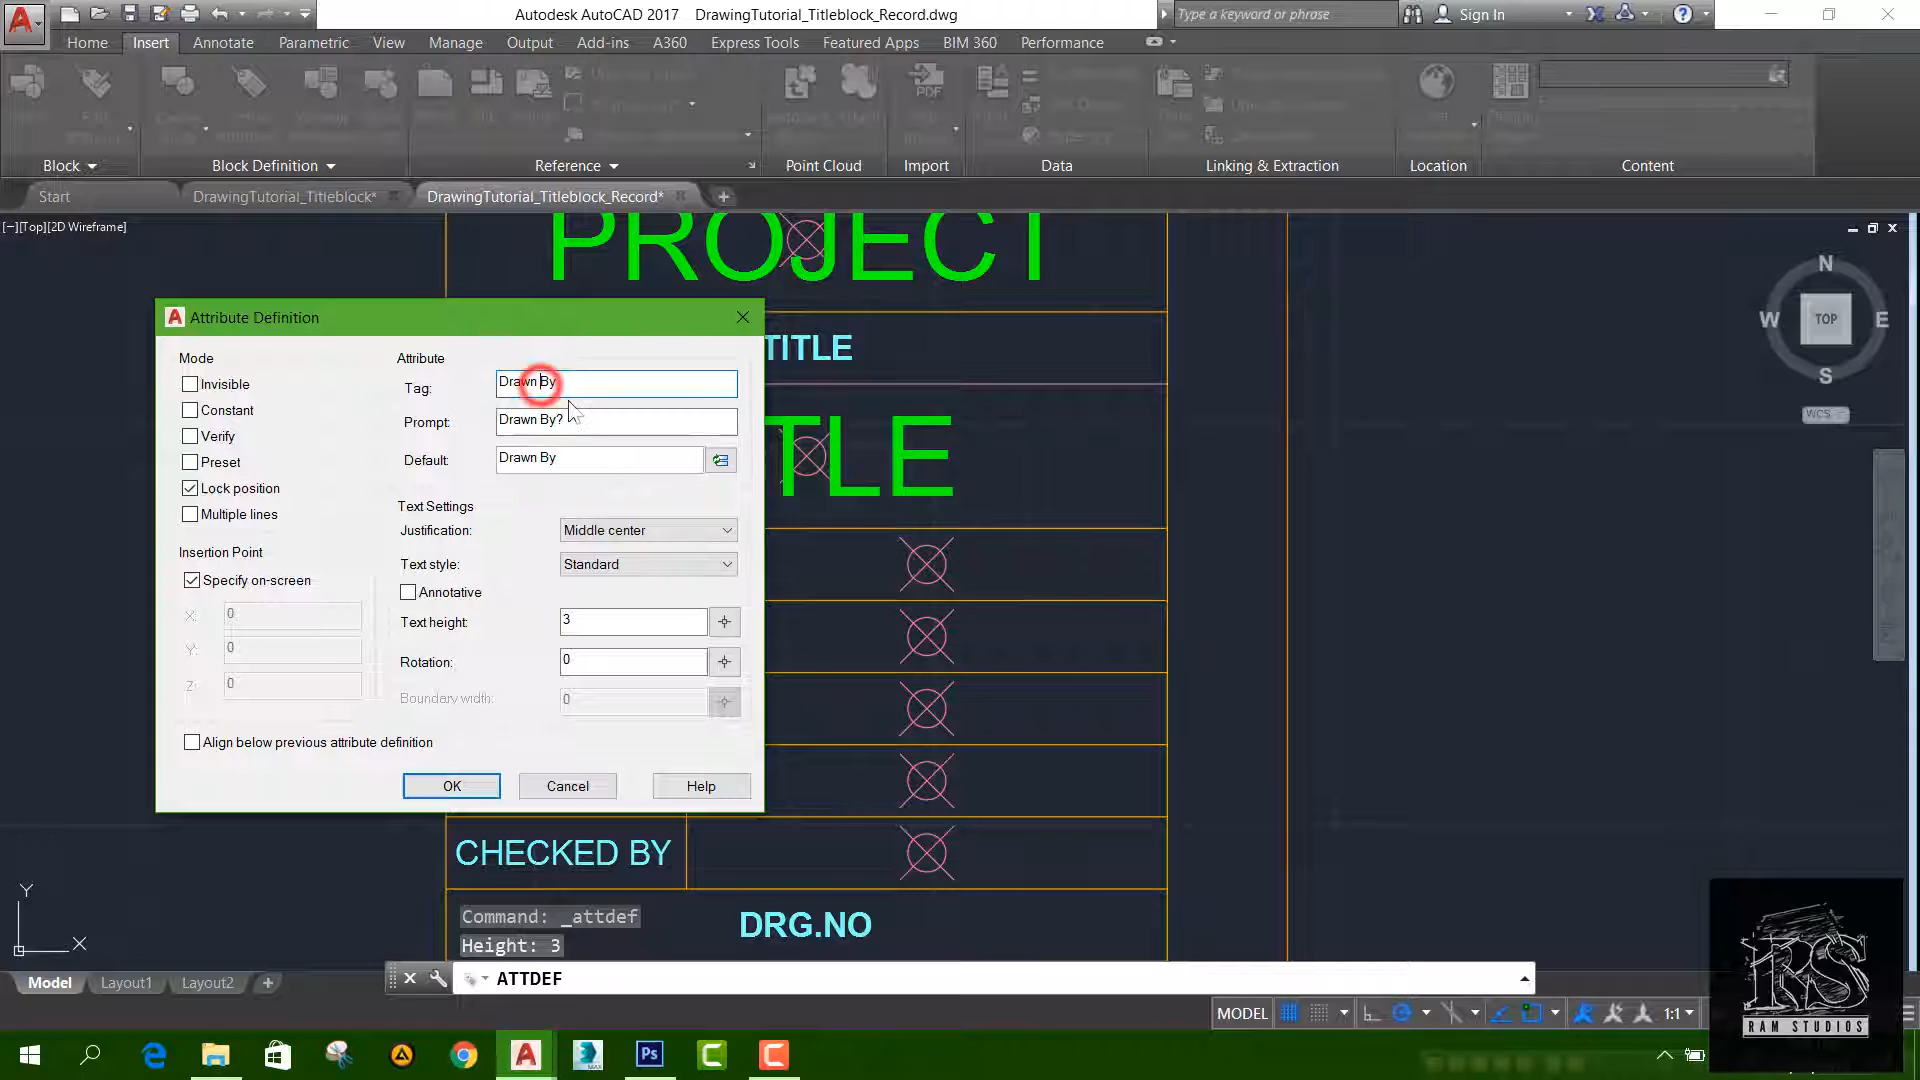 Autodesk AutoCAD 2017 DrawingTutorial_Titleblock_Record.dwg
Type a keyword or phrase
Sign In
Home Insert Annotate Parametric View Manage Output Add-ins A360 Express Tools Featured Apps BIM 360 Performance
PDF
Block Block Definition Reference Point Cloud Import Data Linking & Extraction Location Content
Start DrawingTutorial_Titleblock* DrawingTutorial_Titleblock_Record*
[−][Top][2D Wireframe]
PROJECT
N
W TOP E
S
WCS
Attribute Definition
Mode
Invisible
Constant
Verify
Preset
Lock position
Multiple lines
Insertion Point
Specify on-screen
X: 0
Y: 0
Z: 0
Align below previous attribute definition
Attribute
Tag: Drawn By
Prompt: Drawn By?
Default: Drawn By
Text Settings
Justification: Middle center
Text style: Standard
Annotative
Text height: 3
Rotation: 0
Boundary width: 0
OK Cancel Help
TITLE
TLE
CHECKED BY
DRG.NO
Command: _attdef
Height: 3
ATTDEF
Y
X
Model Layout1 Layout2
MODEL 1:1
RS
RAM STUDIOS
Ps
MAX